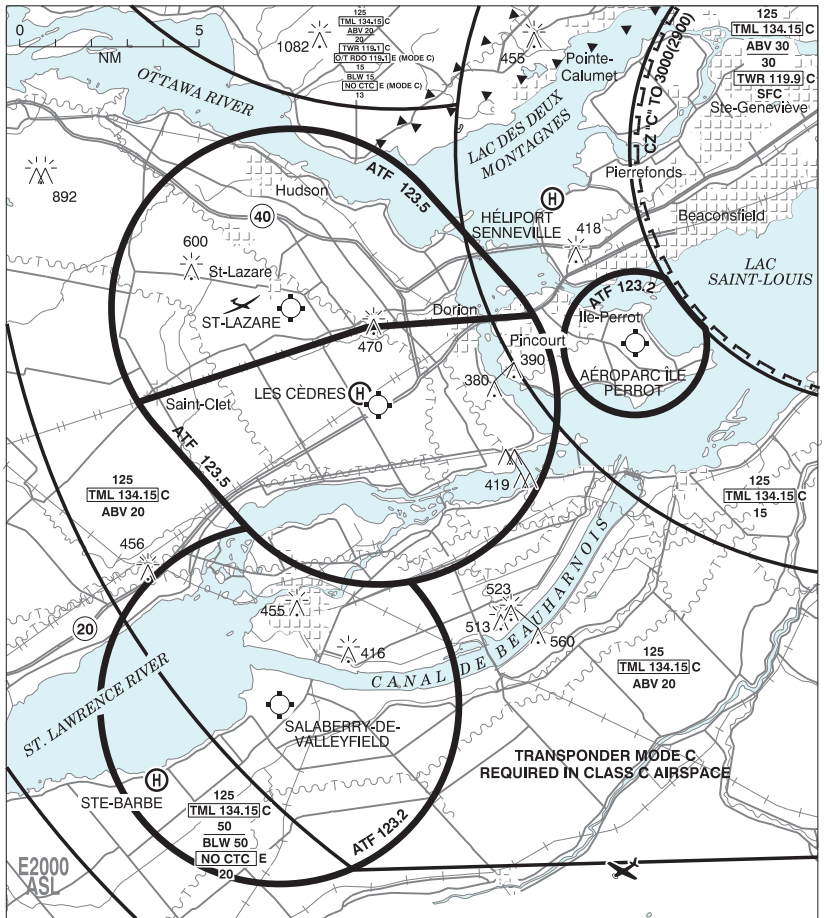 0 5
NM
OTTAWA RIVER
1082
125
TML 134.15 C
ABV 20
20
TWR 119.1 C
O/T RDO 119.1 E (MODE C)
15
BLW 15
NO CTC E (MODE C)
13
455
Pointe-
Calumet
LAC DES DEUX
MONTAGNES
CZ "C" TO 3000(2900)
125
TML 134.15 C
ABV 30
30
TWR 119.9 C
SFC
Ste-Geneviève
Pierrefonds
Beaconsfield
LAC
SAINT-LOUIS
892
Hudson
40
ATF 123.5
H
HÉLIPORT
SENNEVILLE
418
600
St-Lazare
ST-LAZARE
470
Dorion
ATF 123.2
Ile-Perrot
AÉROPARC ÎLE
PERROT
Pincourt
390
380
LES CÈDRES H
Saint-Clet
ATF 123.5
419
125
TML 134.15 C
ABV 20
125
TML 134.15 C
15
456
20
455
416
523
513
560
CANAL DE BEAUHARNOIS
ST. LAWRENCE RIVER
SALABERRY-DE-
VALLEYFIELD
125
TML 134.15 C
ABV 20
TRANSPONDER MODE C
REQUIRED IN CLASS C AIRSPACE
H
STE-BARBE
125
TML 134.15 C
50
BLW 50
NO CTC E
20
ATF 123.2
E2000
ASL